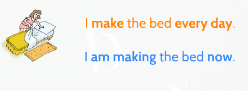 I make the bed every day.
I am making the bed now.